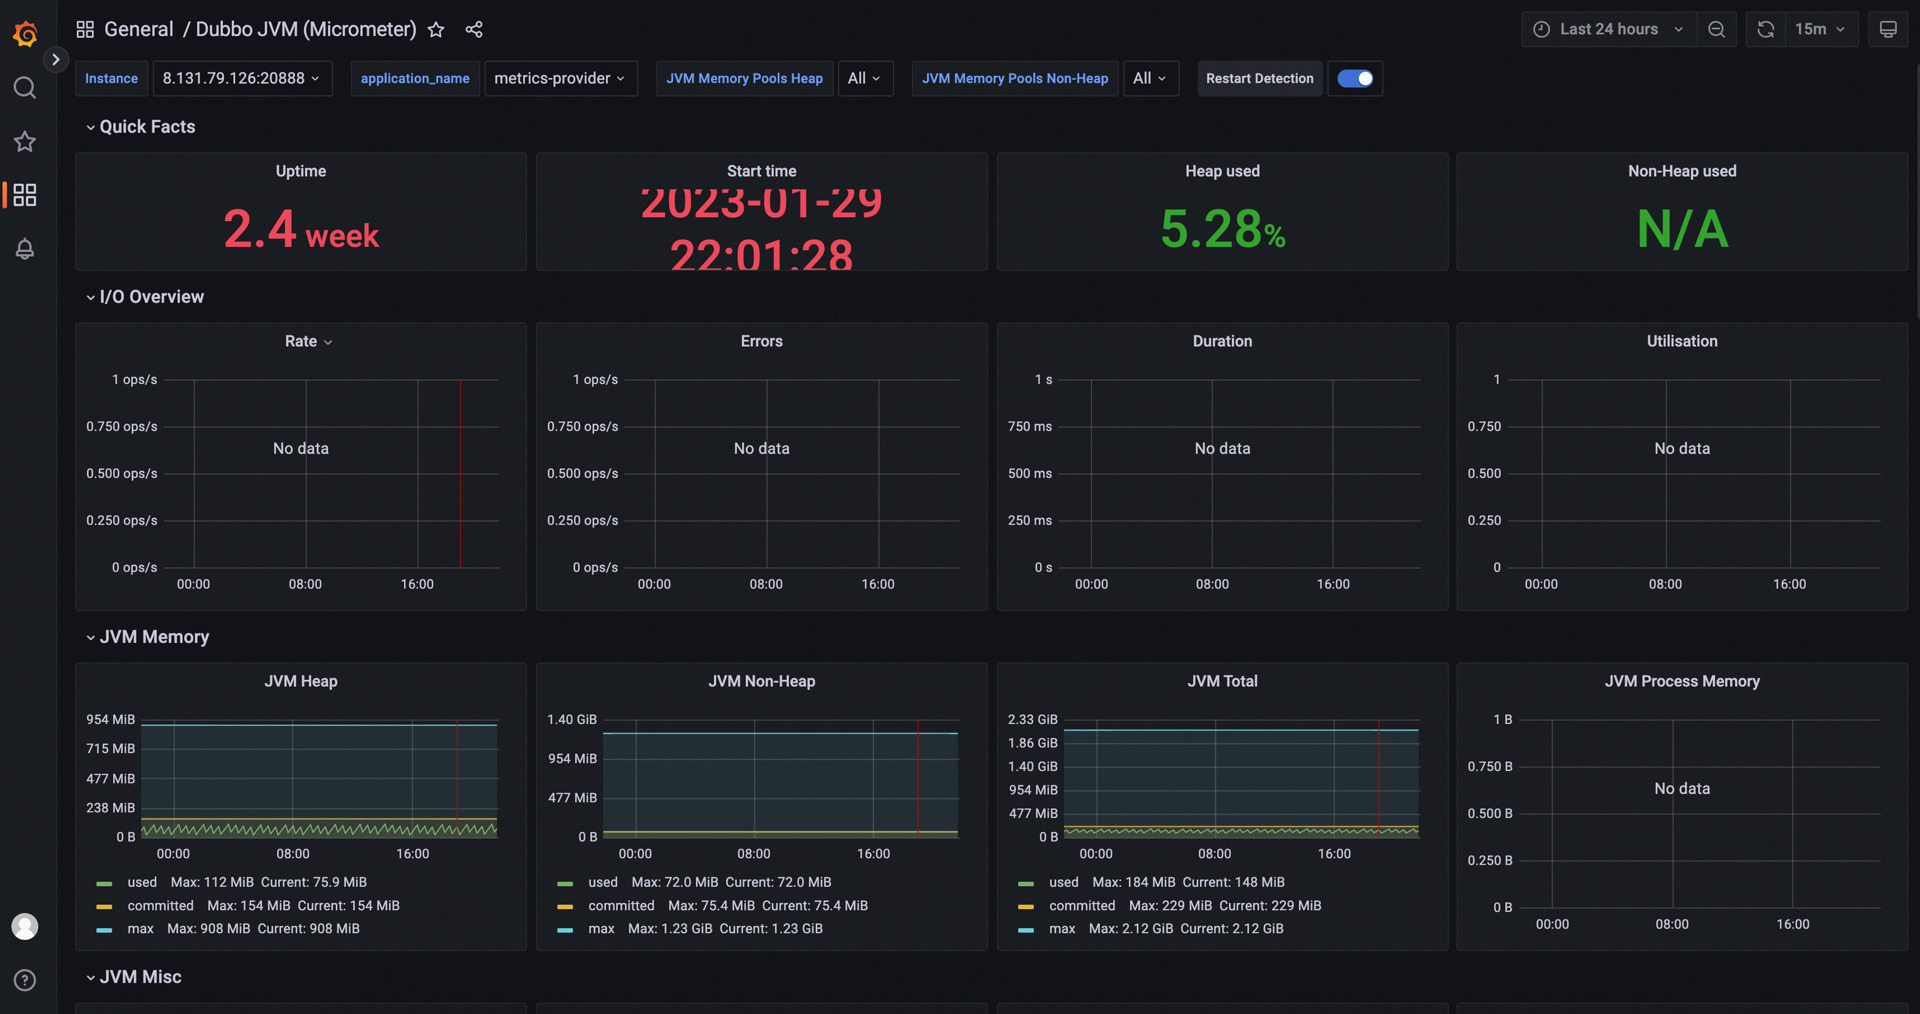 General / Dubbo JVM (Micrometer)
Last 24 hours
15m
Instance 8.131.79.126:20888 application_name metrics-provider JVM Memory Pools Heap All JVM Memory Pools Non-Heap All Restart Detection
Quick Facts
Uptime
2.4 week
Start time
2023-01-29
22:01:28
Heap used
5.28%
Non-Heap used
N/A
I/O Overview
Rate
1 ops/s
0.750 ops/s
No data
0.500 ops/s
0.250 ops/s
0 ops/s
00:00 08:00 16:00
Errors
1 ops/s
0.750 ops/s
No data
0.500 ops/s
0.250 ops/s
0 ops/s
00:00 08:00 16:00
Duration
1 s
750 ms
No data
500 ms
250 ms
0 s
00:00 08:00 16:00
Utilisation
1
0.750
No data
0.500
0.250
0
00:00 08:00 16:00
JVM Memory
JVM Heap
954 MiB
715 MiB
477 MiB
238 MiB
0 B
00:00 08:00 16:00
used Max: 112 MiB Current: 75.9 MiB
committed Max: 154 MiB Current: 154 MiB
max Max: 908 MiB Current: 908 MiB
JVM Non-Heap
1.40 GiB
954 MiB
477 MiB
0 B
00:00 08:00 16:00
used Max: 72.0 MiB Current: 72.0 MiB
committed Max: 75.4 MiB Current: 75.4 MiB
max Max: 1.23 GiB Current: 1.23 GiB
JVM Total
2.33 GiB
1.86 GiB
1.40 GiB
954 MiB
477 MiB
0 B
00:00 08:00 16:00
used Max: 184 MiB Current: 148 MiB
committed Max: 229 MiB Current: 229 MiB
max Max: 2.12 GiB Current: 2.12 GiB
JVM Process Memory
1 B
0.750 B
No data
0.500 B
0.250 B
0 B
00:00 08:00 16:00
JVM Misc